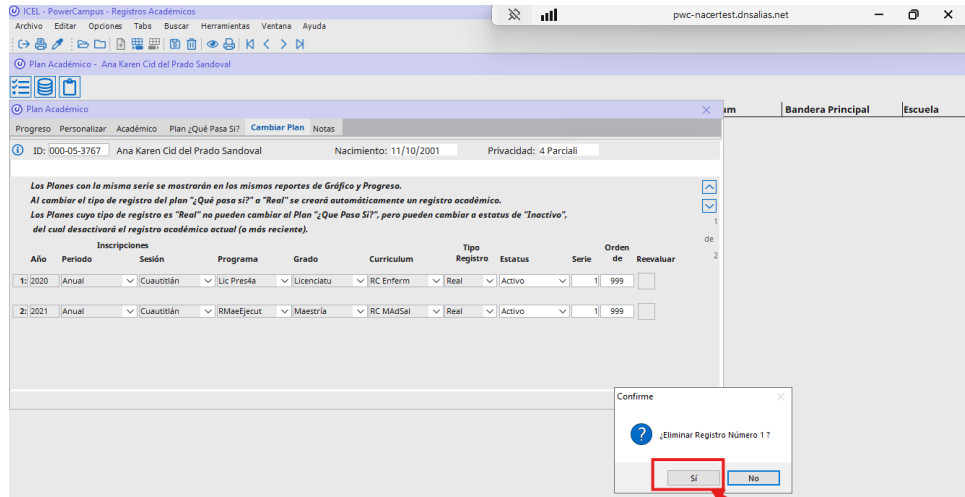 ICEL - PowerCampus - Registros Académicos
pwc-nacertest.dnsalias.net
Archivo Editar Opciones Tabs Buscar Herramientas Ventana Ayuda
Plan Académico - Ana Karen Cid del Prado Sandoval
Plan Académico
um Bandera Principal Escuela
Progreso Personalizar Académico Plan ¿Qué Pasa Si? Cambiar Plan Notas
ID: 000-05-3767 Ana Karen Cid del Prado Sandoval Nacimiento: 11/10/2001 Privacidad: 4 Parciali
Los Planes con la misma serie se mostrarán en los mismos reportes de Gráfico y Progreso.
Al cambiar el tipo de registro del plan "¿Qué pasa si?" a "Real" se creará automáticamente un registro académico.
Los Planes cuyo tipo de registro es "Real" no pueden cambiar al Plan "¿Que Pasa Si?", pero pueden cambiar a estatus de "Inactivo",
del cual desactivará el registro académico actual (o más reciente).
1
de
2
Inscripciones Tipo Orden
Año Periodo Sesión Programa Grado Curriculum Registro Estatus Serie de Reevaluar
1: 2020 Anual Cuautitlán Lic Pres4a Licenciatu RC Enferm Real Activo 1 999
2: 2021 Anual Cuautitlán RMaeEjecut Maestría RC MAdSal Real Activo 1 999
Confirme
¿Eliminar Registro Número 1 ?
Sí No